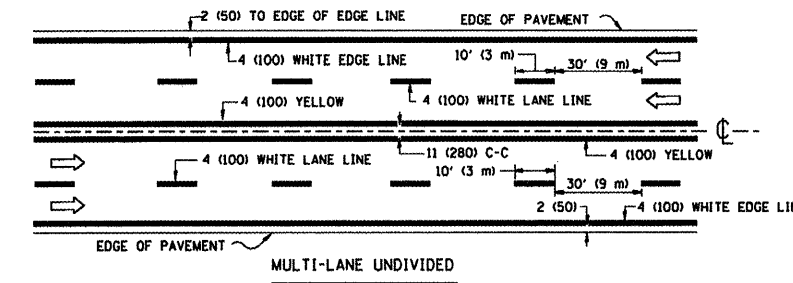 2 (50) TO EDGE OF EDGE LINE
EDGE OF PAVEMENT
4 (100) WHITE EDGE LINE
10' (3 m)
30' (9 m)
4 (100) YELLOW
4 (100) WHITE LANE LINE
℄
4 (100) WHITE LANE LINE
11 (280) C-C
4 (100) YELLOW
10' (3 m)
30' (9 m)
2 (50)
4 (100) WHITE EDGE LI
EDGE OF PAVEMENT
MULTI-LANE UNDIVIDED